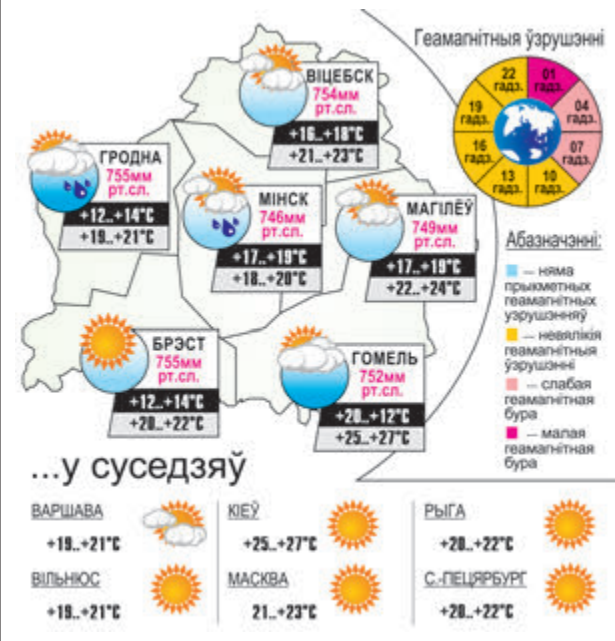 Геамагнітныя ўзрушэнні
22 гадз.
01 гадз.
04 гадз.
07 гадз.
10 гадз.
13 гадз.
16 гадз.
19 гадз.
ВІЦЕБСК
754мм
рт.сл.
+16..+18°C
+21..+23°C
ГРОДНА
755мм
рт.сл.
+12..+14°C
+19..+21°C
МІНСК
746мм
рт.сл.
+17..+19°C
+18..+20°C
МАГІЛЁЎ
749мм
рт.сл.
+17..+19°C
+22..+24°C
БРЭСТ
755мм
рт.сл.
+12..+14°C
+20..+22°C
ГОМЕЛЬ
752мм
рт.сл.
+20..+12°C
+25..+27°C
Абазначэнні:
— няма
прыкметных
геамагнітных
узрушэнняў
— невялікія
геамагнітныя
ўзрушэнні
— слабая
геамагнітная
бура
— малая
геамагнітная
бура
...у суседзяў
ВАРШАВА
+19..+21°C
КІЕЎ
+25..+27°C
РЫГА
+20..+22°C
ВІЛЬНЮС
+19..+21°C
МАСКВА
21..+23°C
С.-ПЕЦЯРБУРГ
+20..+22°C